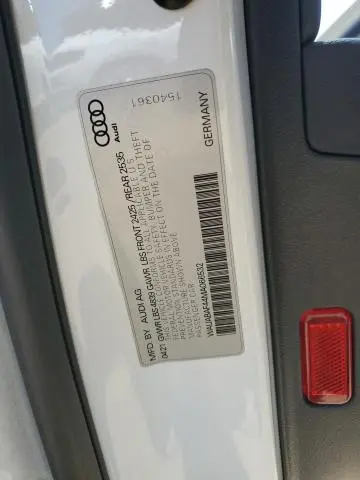 MFD. BY AUDI AG
04/21 GVWR LBS 4839 GAWR LBS FRONT 2425 /REAR 2535
THIS VEHICLE CONFORMS TO ALL APPLICABLE U.S.
FEDERAL MOTOR VEHICLE SAFETY, BUMPER AND THEFT
PREVENTION STANDARDS IN EFFECT ON THE DATE OF
MANUFACTURE SHOWN ABOVE.
PASSENGER CAR
GERMANY
Audi
1540361